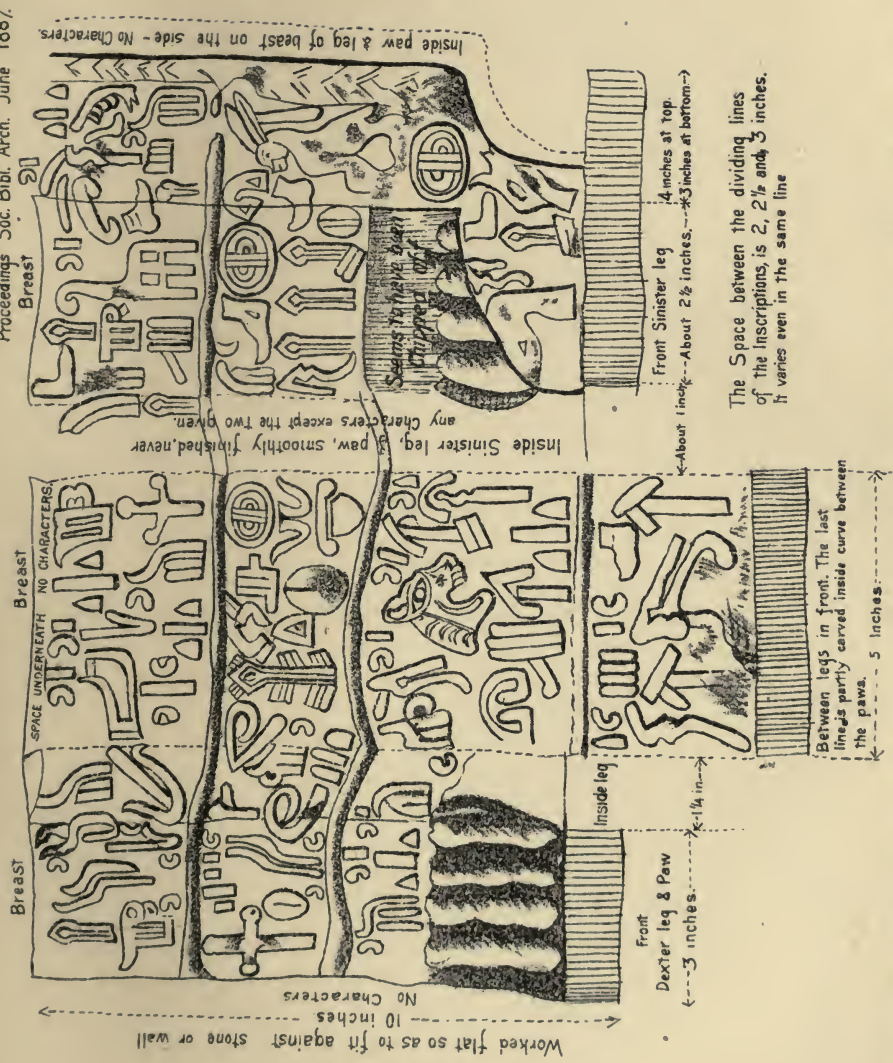 Proceedings Soc. Bibl. Arch. June 1887.
Breast
Breast
Breast
SPACE UNDERNEATH NO CHARACTERS.
Inside paw & leg of beast on the side - No Characters.
Inside Sinister leg, & paw, smoothly finished, never
any Characters except the Two given.
Seems to have been
Chipped off
Worked flat so as to fit against stone or wall
10 inches
No Characters
Inside leg
Front
Dexter leg & Paw
3 inches.
1¼ in.
Between legs in front. The last
line is partly carved inside curve between
the paws.
5 Inches.
Front Sinister leg
4 inches at top.
About 1 inch
About 2½ inches.
3 inches at bottom
The Space between the dividing lines
of the Inscriptions, is 2, 2½ and 3 inches.
It varies even in the same line